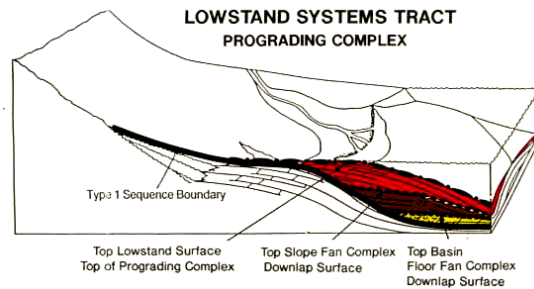 LOWSTAND SYSTEMS TRACT
PROGRADING COMPLEX
Type 1 Sequence Boundary
Top Lowstand Surface
Top of Prograding Complex
Top Slope Fan Complex
Downlap Surface
Top Basin
Floor Fan Complex
Downlap Surface